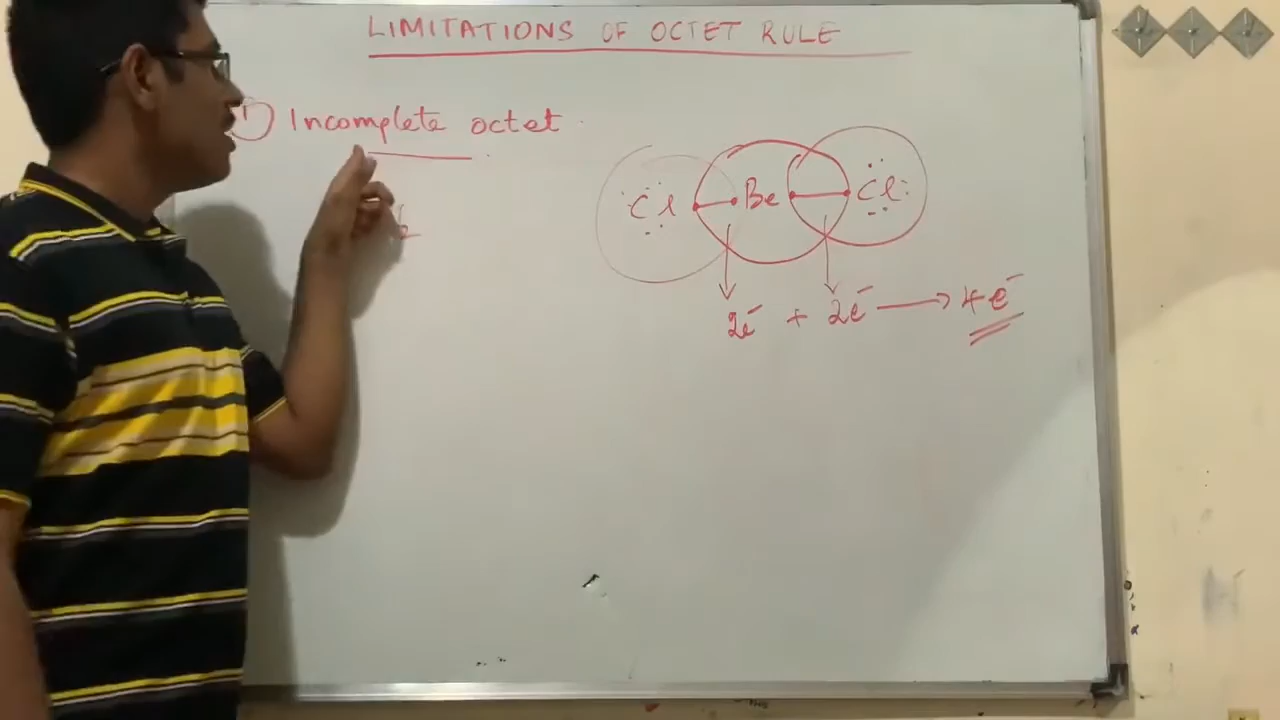 LIMITATIONS OF OCTET RULE
1) Incomplete octet
Cl Be Cl
2e⁻ + 2e⁻ → 4e⁻